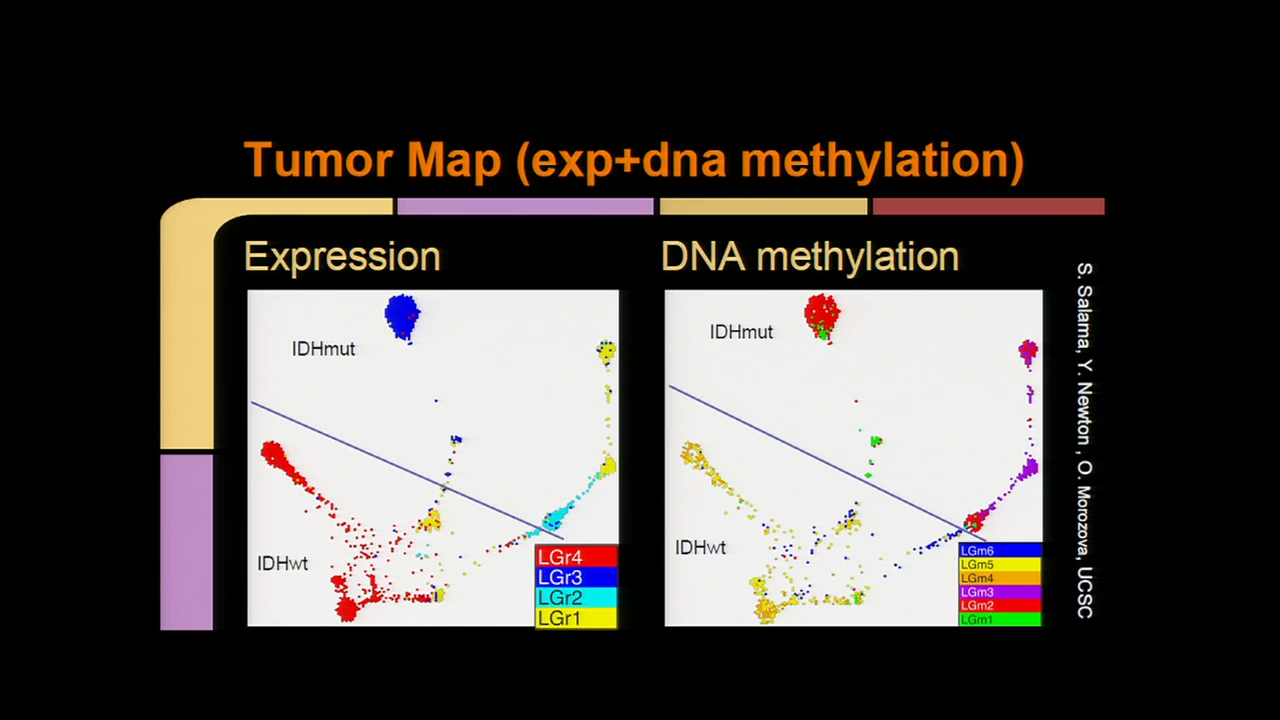 Tumor Map (exp+dna methylation)
Expression
DNA methylation
IDHmut
IDHwt
LGr4
LGr3
LGr2
LGr1
IDHmut
IDHwt
LGm6
LGm5
LGm4
LGm3
LGm2
LGm1
S. Salama, Y. Newton , O. Morozova, UCSC